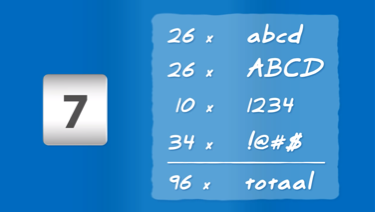 7
26 x abcd
26 x ABCD
10 x 1234
34 x !@#$
96 x totaal